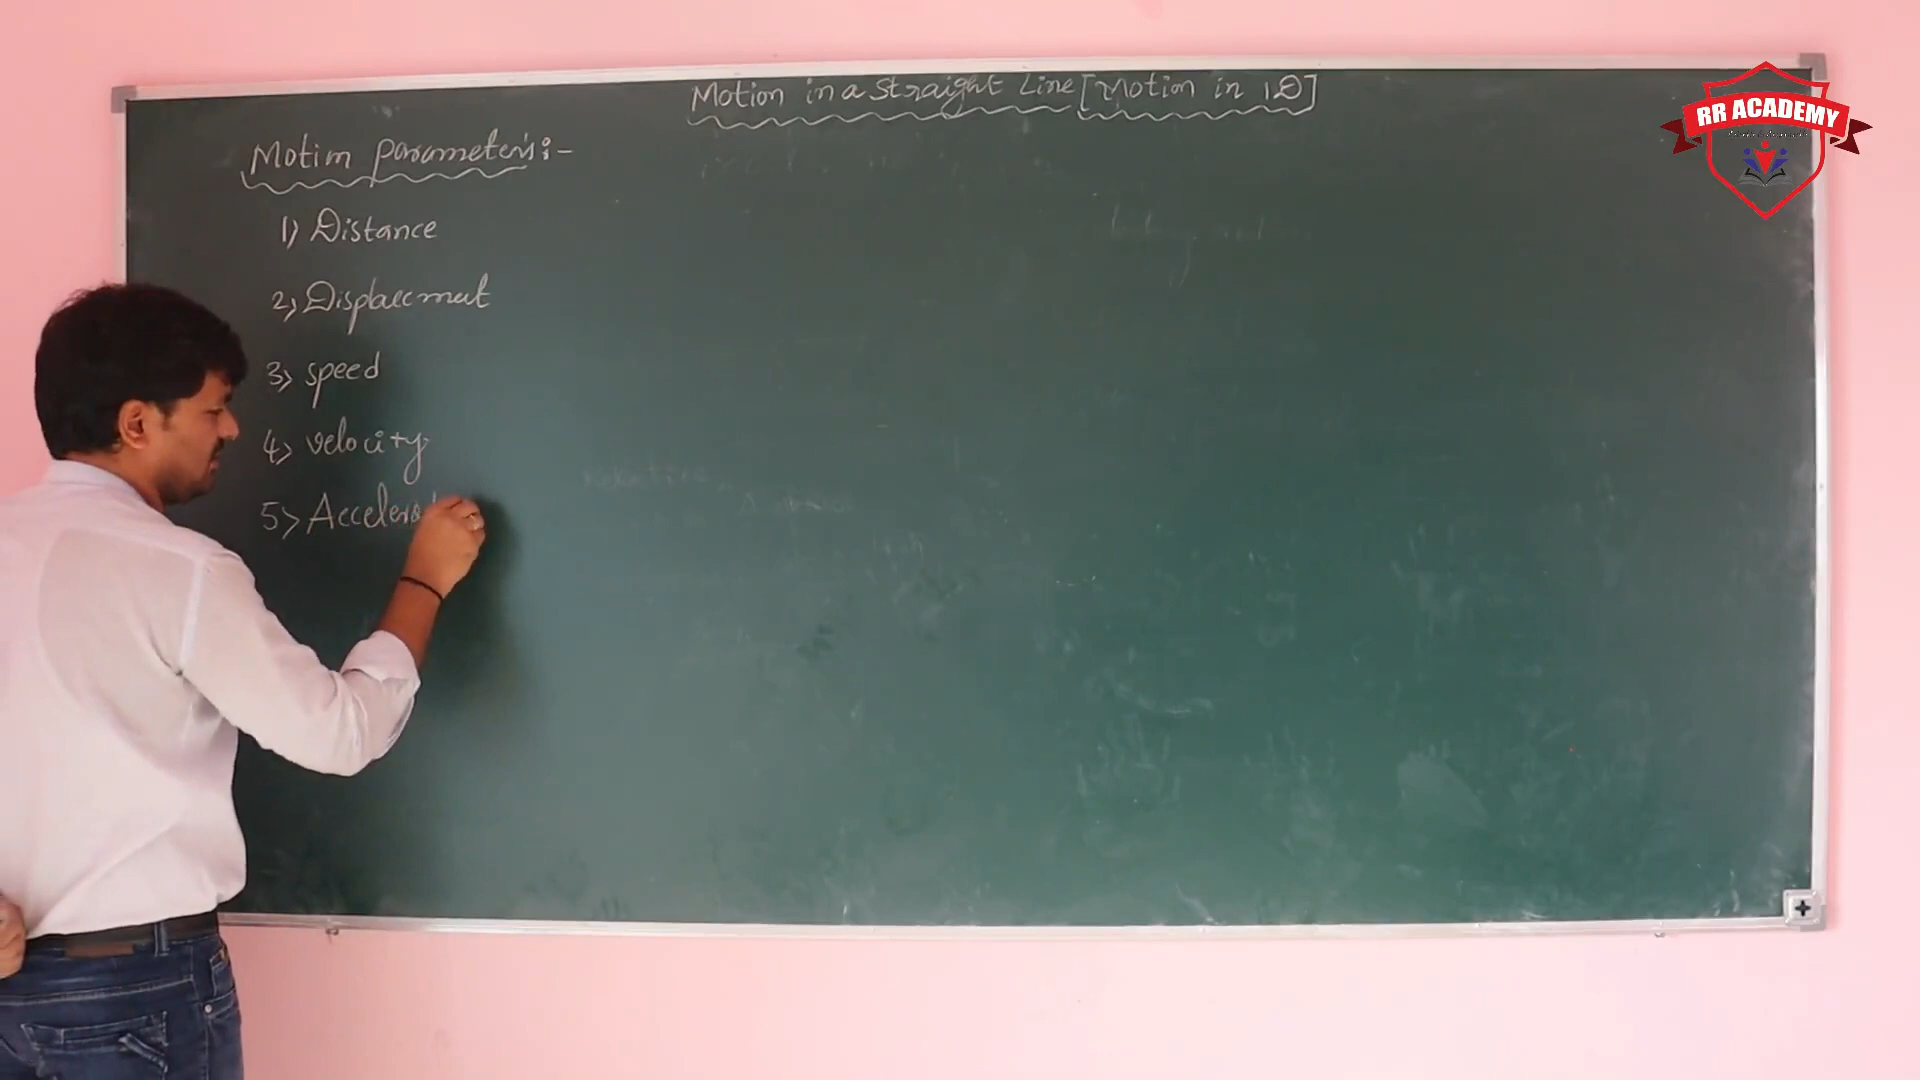 Motion in a straight Line [Motion in 1D]
RR ACADEMY
Motion parameters:-
1) Distance
2) Displacement
3) speed
4) velocity
5) Accelera